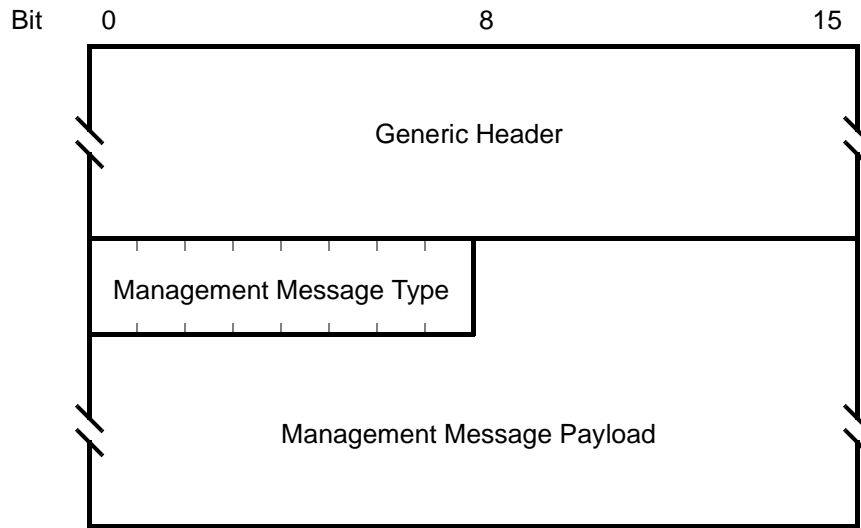 Bit 0 8 15
Generic Header
Management Message Type
Management Message Payload